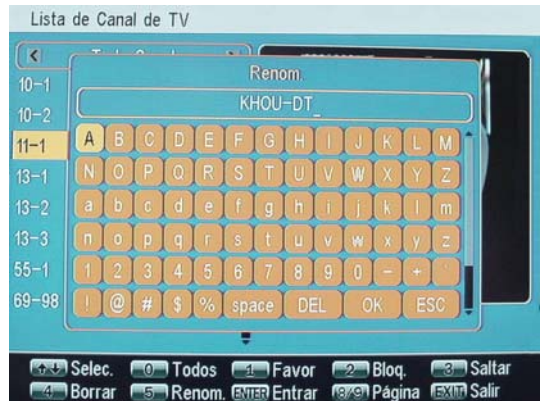 Lista de Canal de TV
<
10-1
10-2
11-1
13-1
13-2
13-3
55-1
69-98
Renom.
KHOU-DT_
A B C D E F G H I J K L M
N O P Q R S T U V W X Y Z
a b c d e f g h i j k l m
n o p q r s t u v w x y z
1 2 3 4 5 6 7 8 9 0 - +
! @ # $ % space DEL OK ESC
Selec. 0 Todos 1 Favor 2 Bloq. 3 Saltar
4 Borrar 5 Renom. ENTER Entrar 8/9 Página EXIT Salir